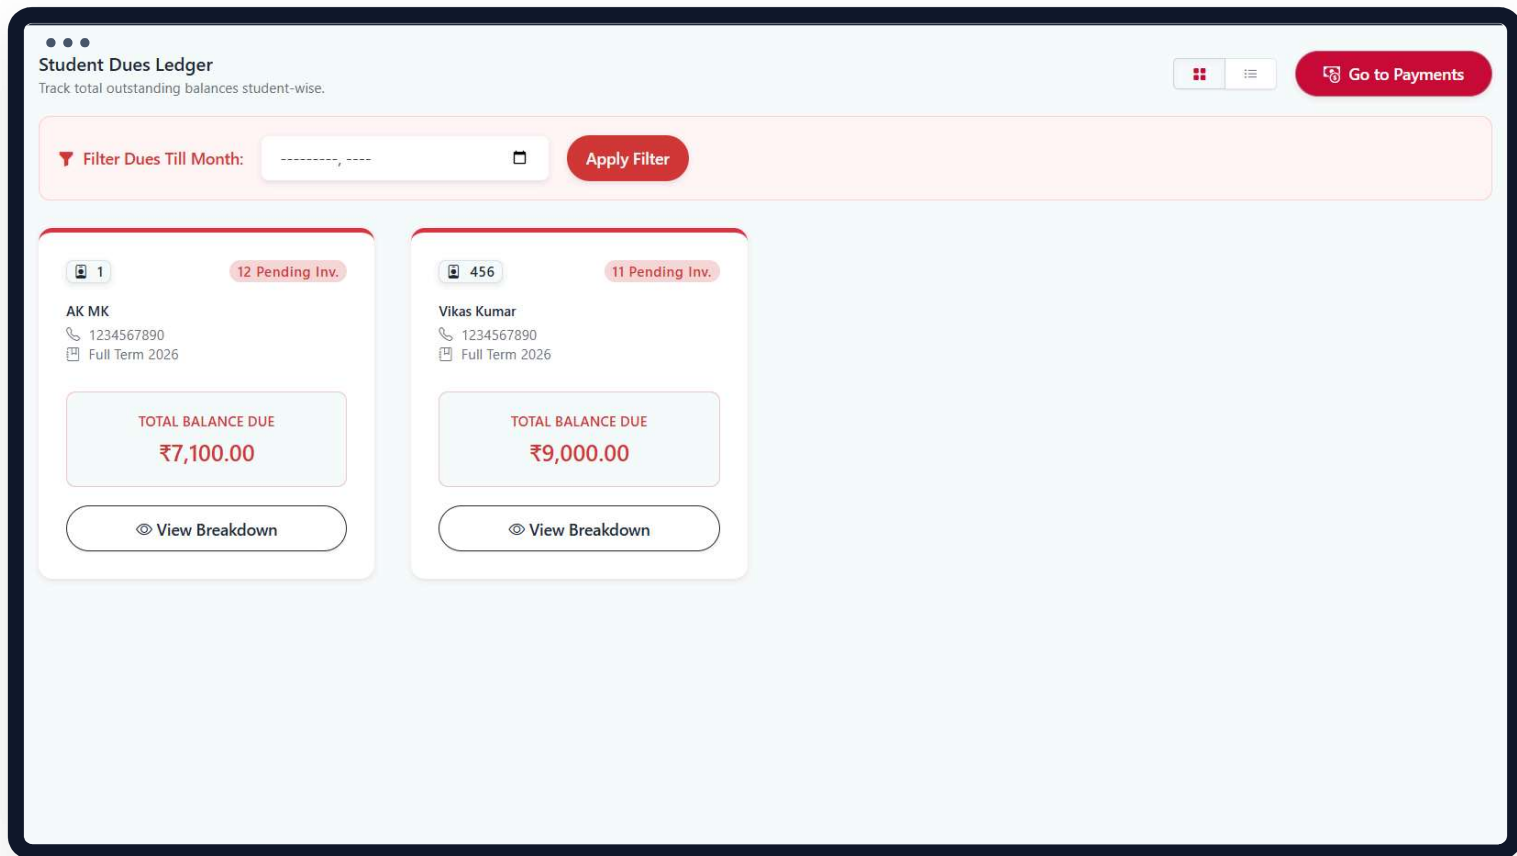 Student Dues Ledger
Track total outstanding balances student-wise.
Go to Payments
Filter Dues Till Month:
---------, ----
Apply Filter
1
12 Pending Inv.
AK MK
1234567890
Full Term 2026
TOTAL BALANCE DUE
₹7,100.00
View Breakdown
456
11 Pending Inv.
Vikas Kumar
1234567890
Full Term 2026
TOTAL BALANCE DUE
₹9,000.00
View Breakdown